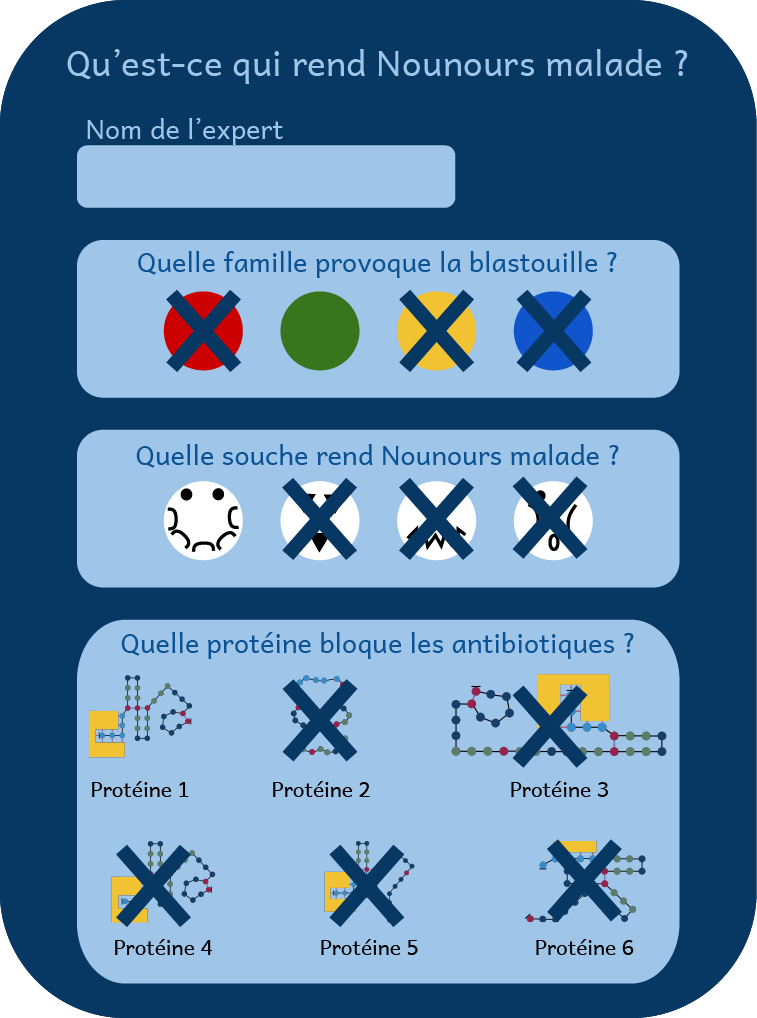 Qu’est-ce qui rend Nounours malade ?
Nom de l’expert
Quelle famille provoque la blastouille ?
Quelle souche rend Nounours malade ?
Quelle protéine bloque les antibiotiques ?
Protéine 1
Protéine 2
Protéine 3
Protéine 4
Protéine 5
Protéine 6